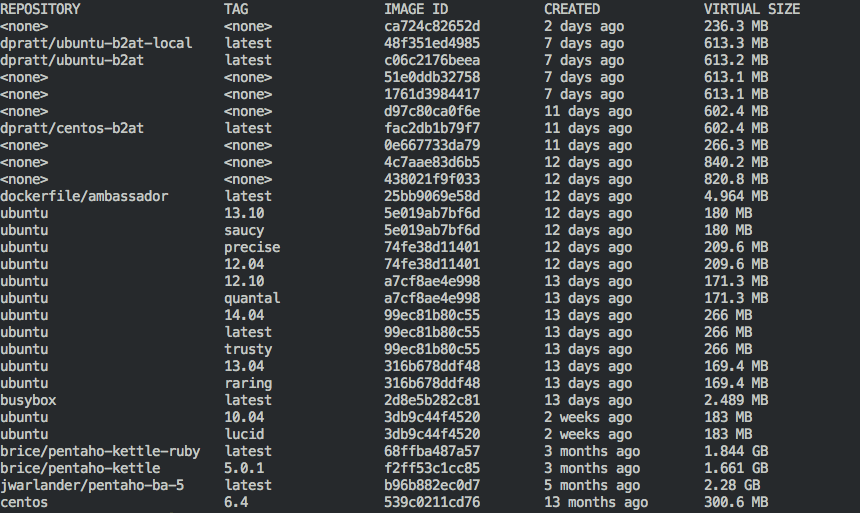 REPOSITORY TAG IMAGE ID CREATED VIRTUAL SIZE
<none> <none> ca724c82652d 2 days ago 236.3 MB
dpratt/ubuntu-b2at-local latest 48f351ed4985 7 days ago 613.3 MB
dpratt/ubuntu-b2at latest c06c2176beea 7 days ago 613.2 MB
<none> <none> 51e0ddb32758 7 days ago 613.1 MB
<none> <none> 1761d3984417 7 days ago 613.1 MB
<none> <none> d97c80ca0f6e 11 days ago 602.4 MB
dpratt/centos-b2at latest fac2db1b79f7 11 days ago 602.4 MB
<none> <none> 0e667733da79 11 days ago 266.3 MB
<none> <none> 4c7aae83d6b5 12 days ago 840.2 MB
<none> <none> 438021f9f033 12 days ago 820.8 MB
dockerfile/ambassador latest 25bb9069e58d 12 days ago 4.964 MB
ubuntu 13.10 5e019ab7bf6d 12 days ago 180 MB
ubuntu saucy 5e019ab7bf6d 12 days ago 180 MB
ubuntu precise 74fe38d11401 12 days ago 209.6 MB
ubuntu 12.04 74fe38d11401 12 days ago 209.6 MB
ubuntu 12.10 a7cf8ae4e998 13 days ago 171.3 MB
ubuntu quantal a7cf8ae4e998 13 days ago 171.3 MB
ubuntu 14.04 99ec81b80c55 13 days ago 266 MB
ubuntu latest 99ec81b80c55 13 days ago 266 MB
ubuntu trusty 99ec81b80c55 13 days ago 266 MB
ubuntu 13.04 316b678ddf48 13 days ago 169.4 MB
ubuntu raring 316b678ddf48 13 days ago 169.4 MB
busybox latest 2d8e5b282c81 13 days ago 2.489 MB
ubuntu 10.04 3db9c44f4520 2 weeks ago 183 MB
ubuntu lucid 3db9c44f4520 2 weeks ago 183 MB
brice/pentaho-kettle-ruby latest 68ffba487a57 3 months ago 1.844 GB
brice/pentaho-kettle 5.0.1 f2ff53c1cc85 3 months ago 1.661 GB
jwarlander/pentaho-ba-5 latest b96b882ec0d7 5 months ago 2.28 GB
centos 6.4 539c0211cd76 13 months ago 300.6 MB